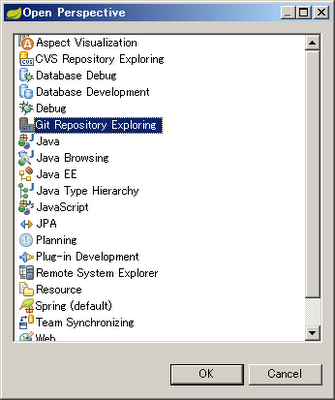 Open Perspective
Aspect Visualization
CVS Repository Exploring
Database Debug
Database Development
Debug
Git Repository Exploring
Java
Java Browsing
Java EE
Java Type Hierarchy
JavaScript
JPA
Planning
Plug-in Development
Remote System Explorer
Resource
Spring (default)
Team Synchronizing
Web
OK
Cancel